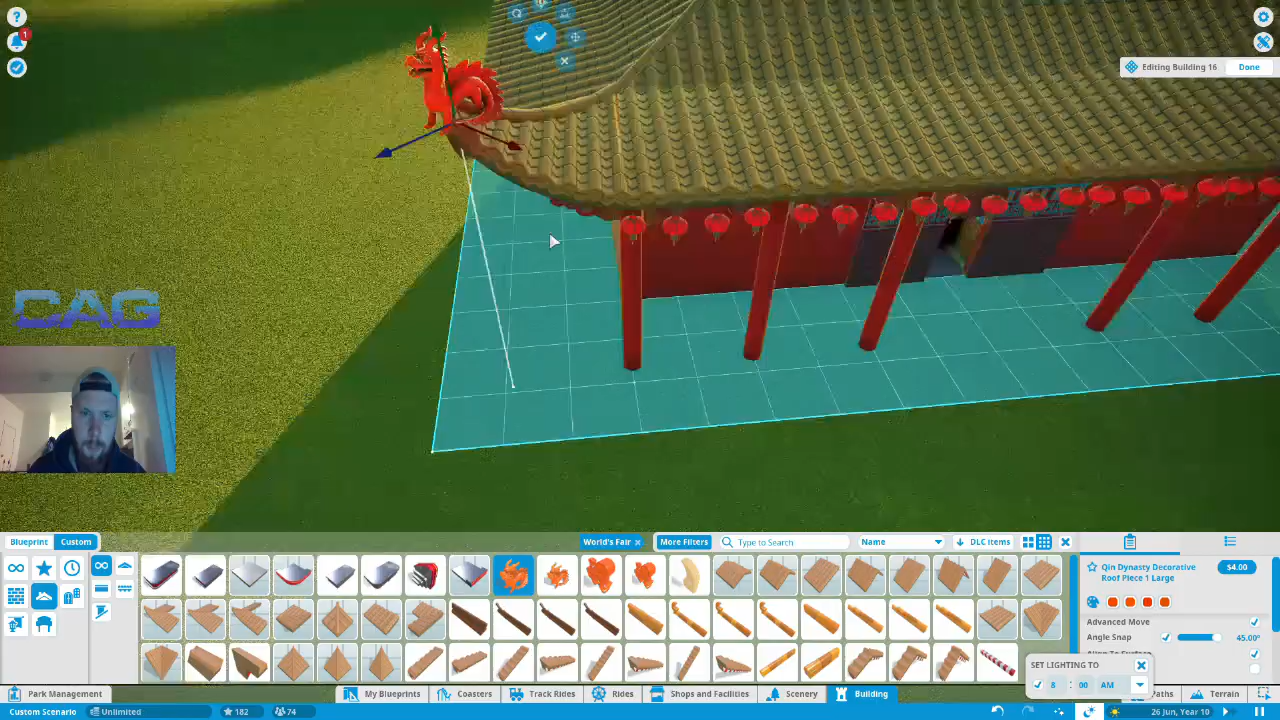 1
Editing Building 16
Done
CAG
Blueprint
Custom
World's Fair
More Filters
Type to Search
Name
DLC Items
Qin Dynasty Decorative
Roof Piece 1 Large
$4.00
Advanced Move
Angle Snap
45.00°
SET LIGHTING TO
8 : 00 AM
Park Management
My Blueprints
Coasters
Track Rides
Rides
Shops and Facilities
Scenery
Building
Paths
Terrain
Custom Scenario
Unlimited
182
74
26 Jun, Year 10